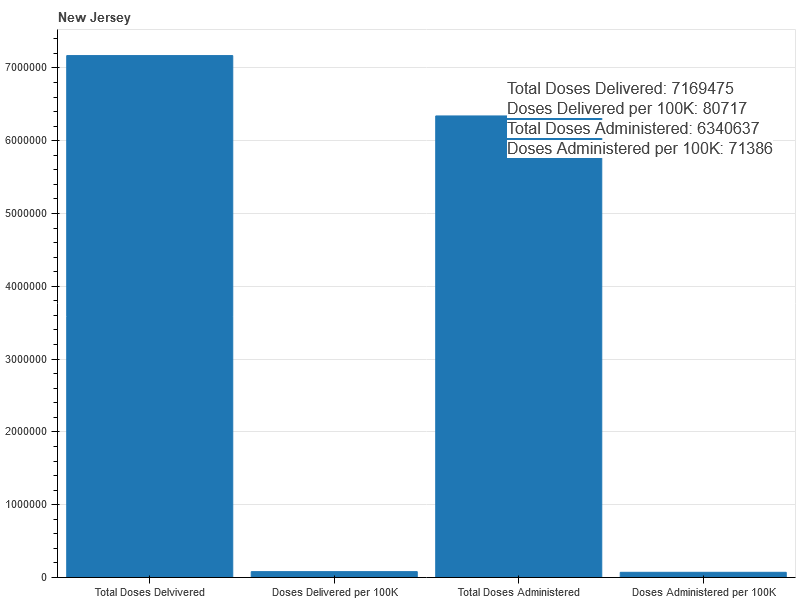 New Jersey
7000000
6000000
5000000
4000000
3000000
2000000
1000000
0
Total Doses Delivered: 7169475
Doses Delivered per 100K: 80717
Total Doses Administered: 6340637
Doses Administered per 100K: 71386
Total Doses Delvivered
Doses Delivered per 100K
Total Doses Administered
Doses Administered per 100K